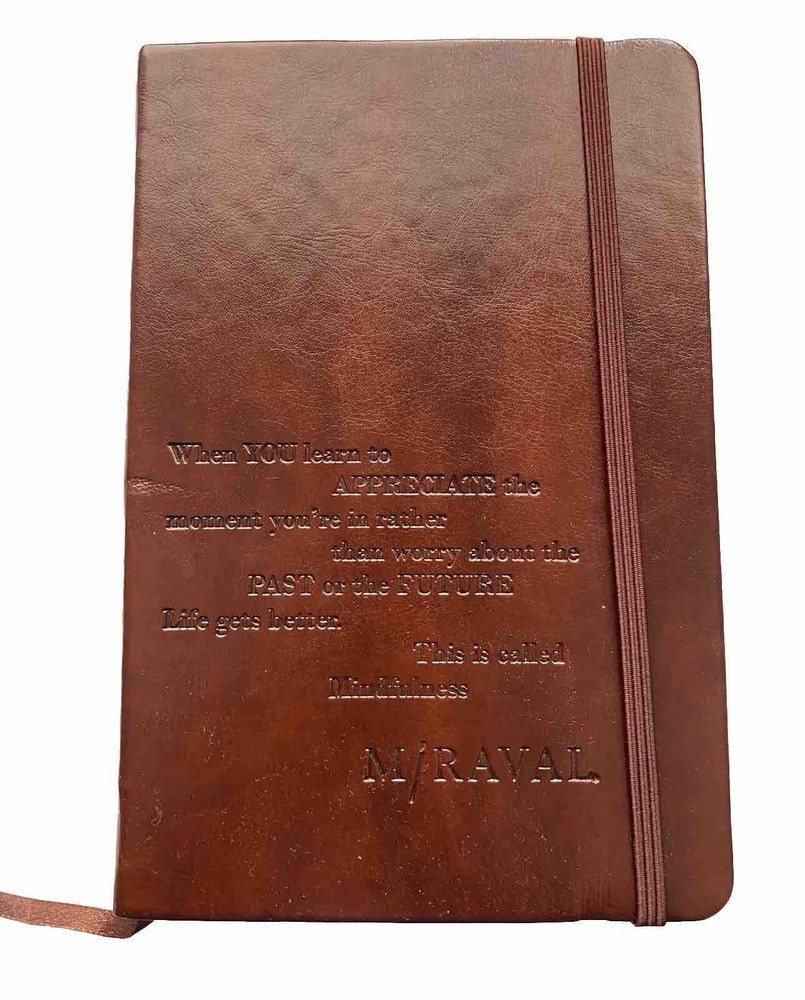 When YOU learn to
APPRECIATE the
moment you're in rather
than worry about the
PAST or the FUTURE
Life gets better.
This is called
Mindfulness
M/RAVAL.